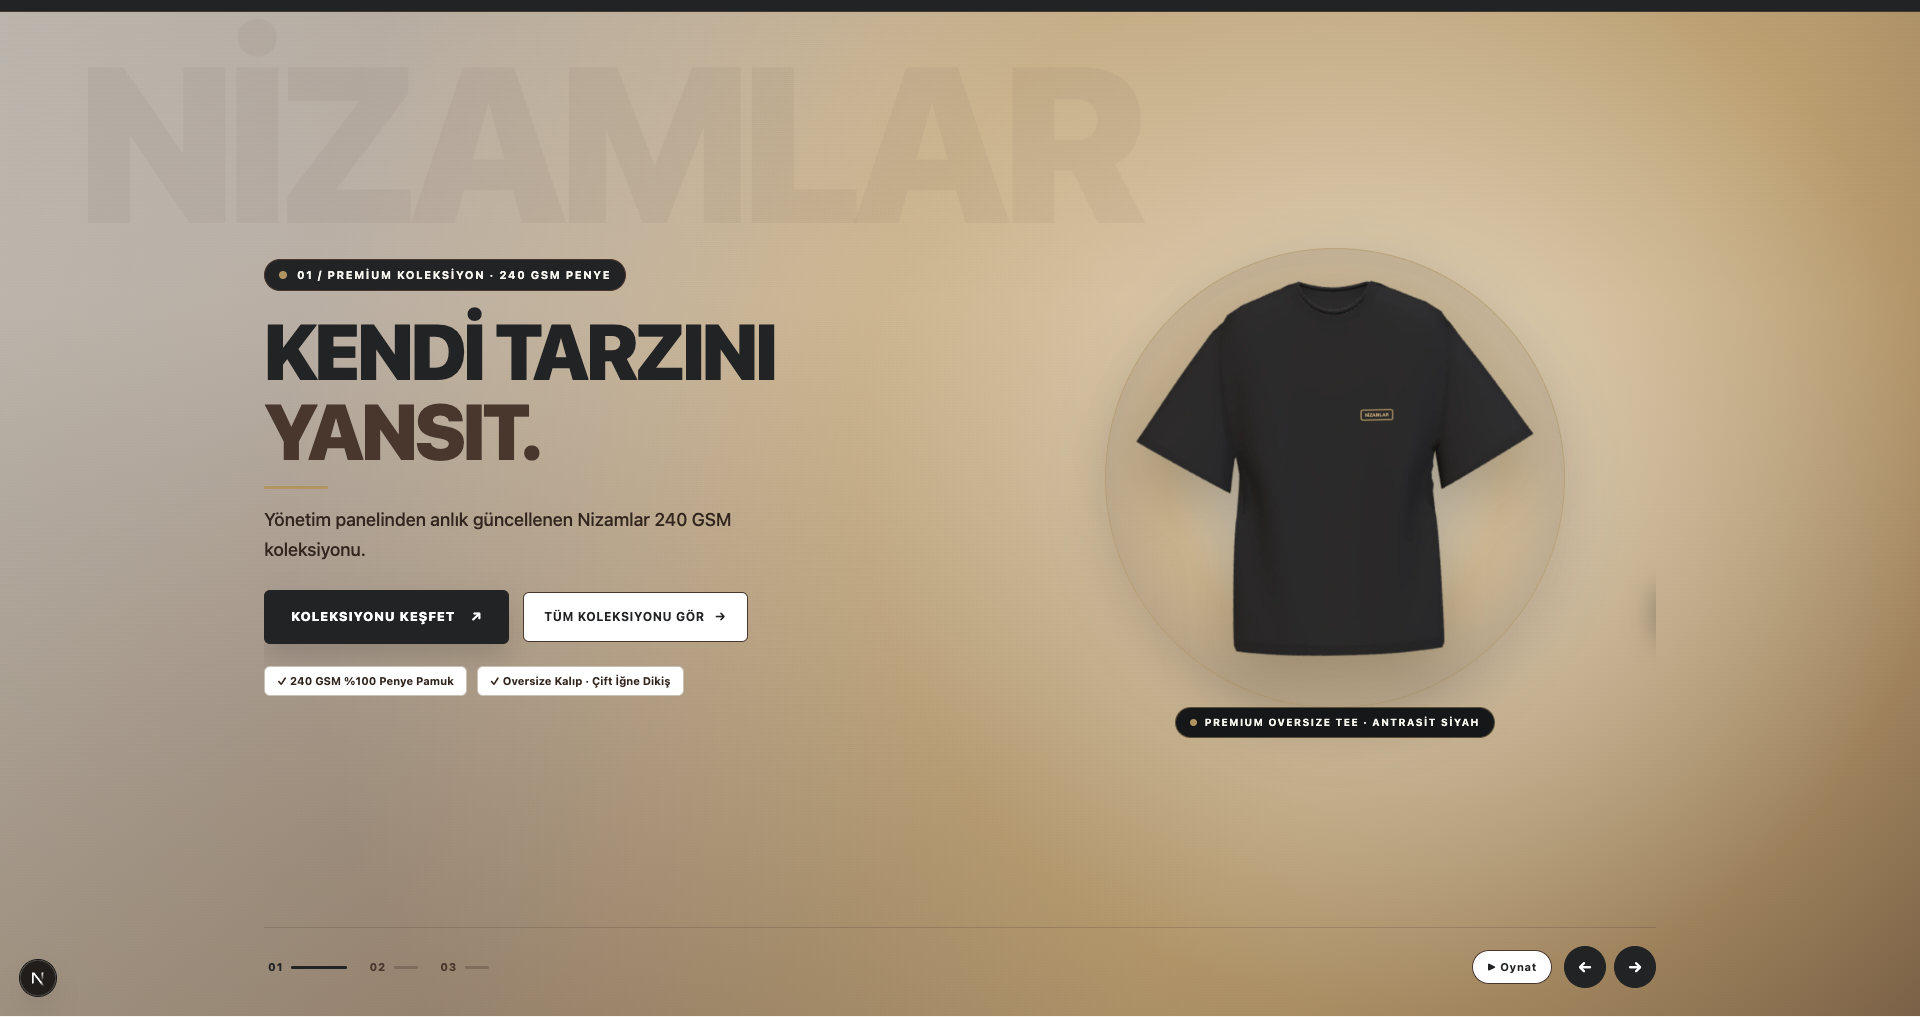 NİZAMLAR
01 / PREMİUM KOLEKSİYON · 240 GSM PENYE
KENDİ TARZINI
YANSIT.
Yönetim panelinden anlık güncellenen Nizamlar 240 GSM
koleksiyonu.
KOLEKSIYONU KEŞFET ↗
TÜM KOLEKSIYONU GÖR →
✓ 240 GSM %100 Penye Pamuk
✓ Oversize Kalıp · Çift İğne Dikiş
NİZAMLAR
PREMIUM OVERSIZE TEE · ANTRASİT SİYAH
01
02
03
▶ Oynat
← →
N